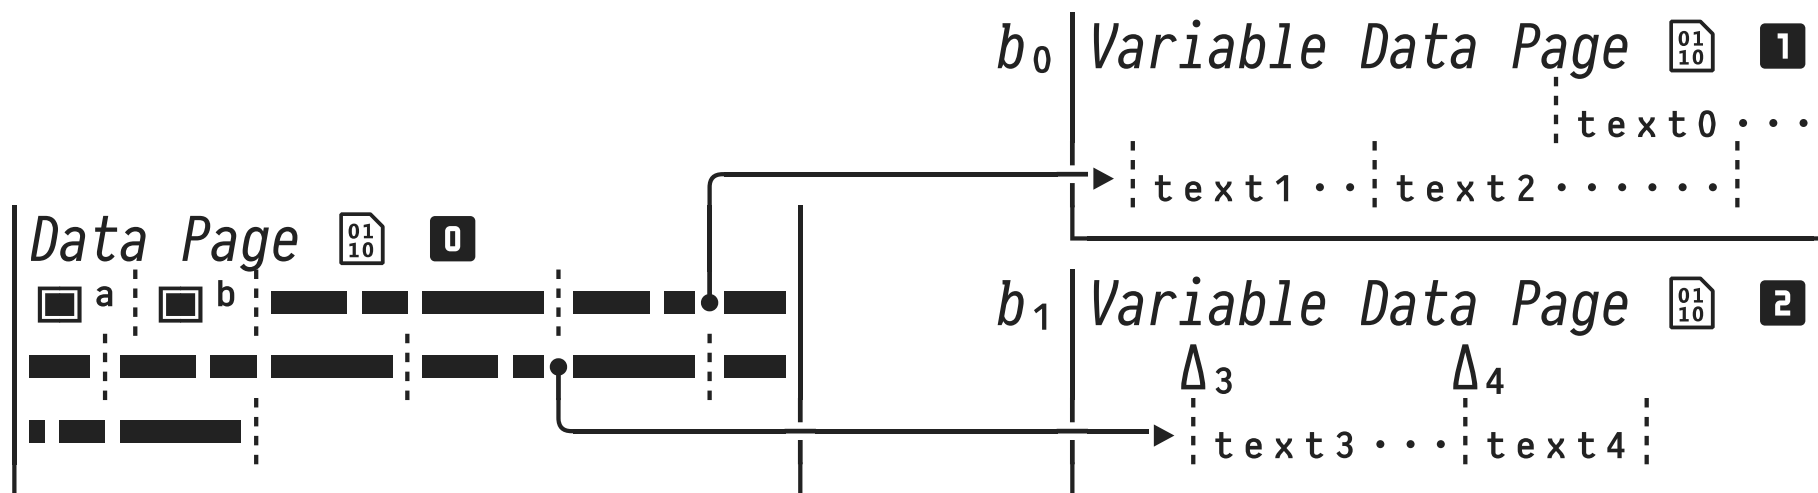 b0 Variable Data Page 01 10 1
text0 · · ·
text1 · · text2 · · · · · ·
Data Page 01 10 0
a b
b1 Variable Data Page 01 10 2
Δ3 Δ4
text3 · · · text4